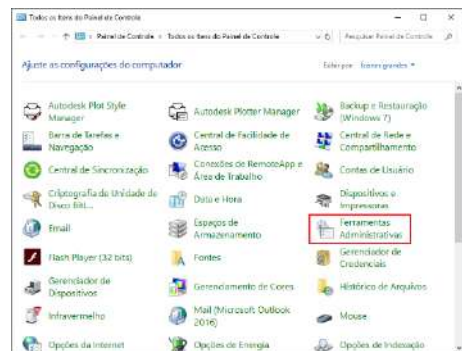 Todos os Itens do Painel de Controle
Painel de Controle
Todos os Itens do Painel de Controle
Pesquisar Painel de Controle
Ajuste as configurações do computador
Exibir por:
Ícones grandes
Autodesk Plot Style
Manager
Autodesk Plotter Manager
Backup e Restauração
(Windows 7)
Barra de Tarefas e
Navegação
Central de Facilidade de
Acesso
Central de Rede e
Compartilhamento
Central de Sincronização
Conexões de RemoteApp e
Área de Trabalho
Contas de Usuário
Criptografia de Unidade de
Disco BitL...
Data e Hora
Dispositivos e
Impressoras
Email
Espaços de
Armazenamento
Ferramentas
Administrativas
Flash Player (32 bits)
Fontes
Gerenciador de
Credenciais
Gerenciador de
Dispositivos
Gerenciamento de Cores
Histórico de Arquivos
Infravermelho
Mail (Microsoft Outlook
2016)
Mouse
Opções da Internet
Opções de Energia
Opções de Indexação